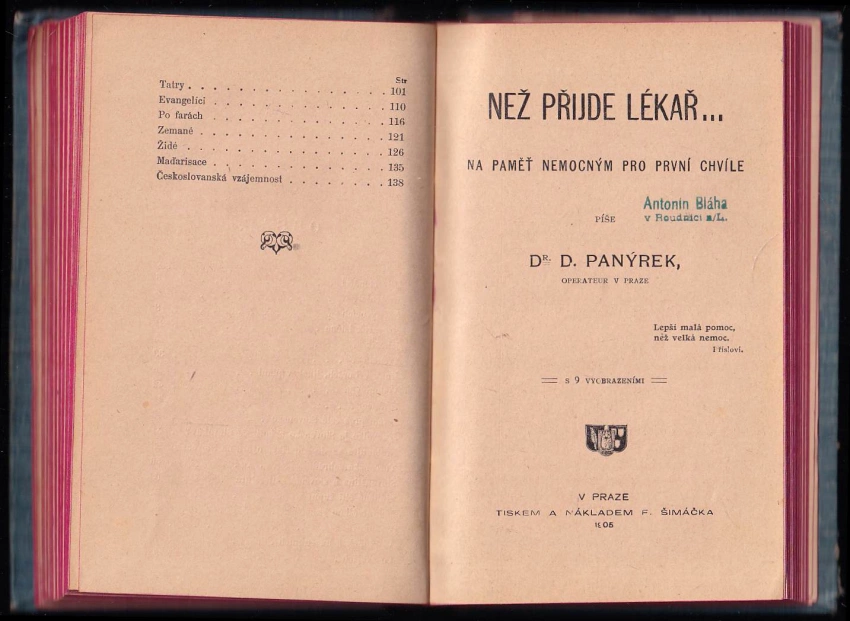 Str
Tatry . . . . . . . . . . . . . . . . 101
Evangelíci . . . . . . . . . . . . . . 110
Po farách . . . . . . . . . . . . . . 116
Zemané . . . . . . . . . . . . . . . 121
Židé . . . . . . . . . . . . . . . . 126
Maďarisace . . . . . . . . . . . . . . 135
Československá vzájemnost . . . . . . . . 138
NEŽ PŘIJDE LÉKAŘ...
NA PAMĚŤ NEMOCNÝM PRO PRVNÍ CHVÍLE
Antonín Bláha
v Roudnici n/L.
PÍŠE
DR. D. PANÝREK,
OPERATEUR V PRAZE
Lepší malá pomoc,
než velká nemoc.
Přísloví.
S 9 VYOBRAZENÍMI
V PRAZE
TISKEM A NÁKLADEM F. ŠIMÁČKA
1905